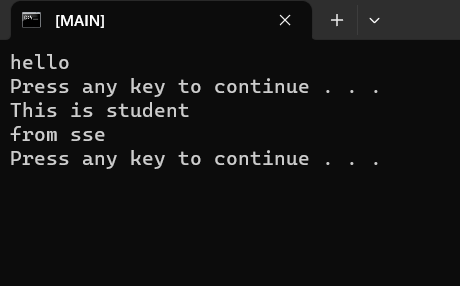 [MAIN]
hello
Press any key to continue . . .
This is student
from sse
Press any key to continue . . .